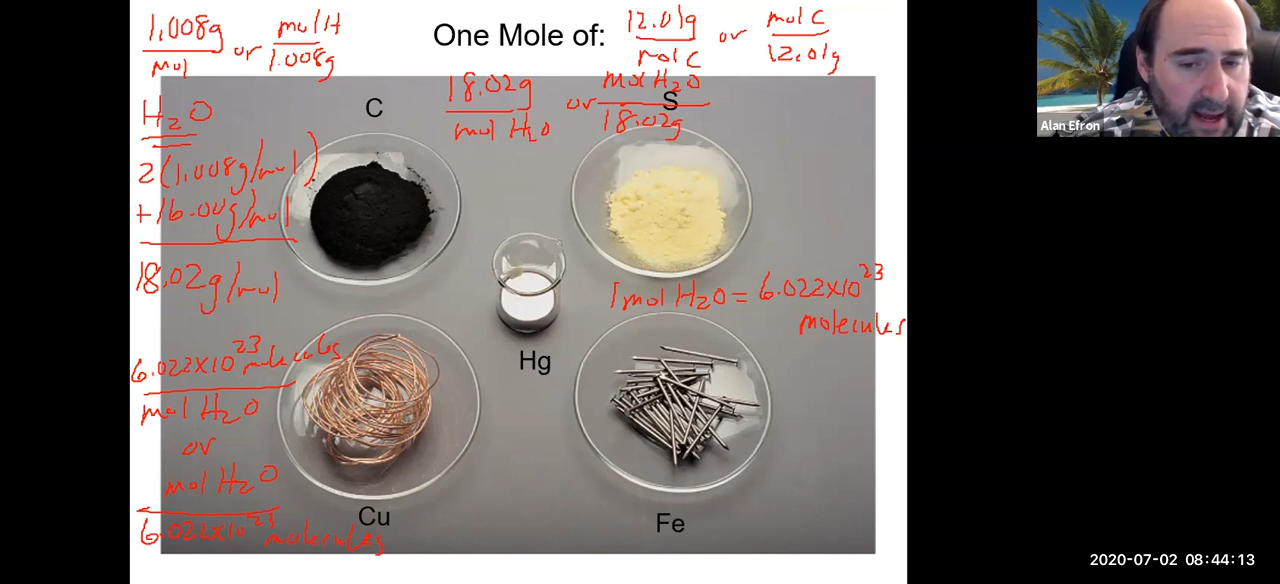 1.008g
mol
or
mol H
1.008g
One Mole of:
12.01g
mol C
or
mol C
12.01g
Alan Efron
H2O
C
18.02g
mol H2O
or
mol H2O
18.02g
S
2(1.008g/mol)
+16.00g/mol
18.02g/mol
1 mol H2O = 6.022x10^23
molecules
Hg
6.022x10^23 molecules
mol H2O
or
mol H2O
6.022x10^23 molecules
Cu
Fe
2020-07-02 08:44:13